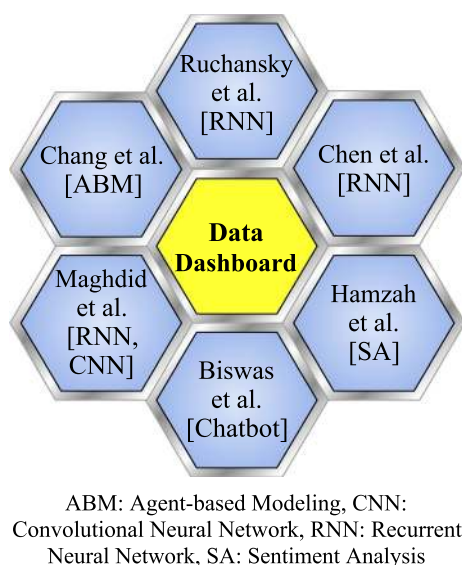 Ruchansky
et al.
[RNN]
Chang et al.
[ABM]
Chen et al.
[RNN]
Data
Dashboard
Maghdid
et al.
[RNN,
CNN]
Hamzah
et al.
[SA]
Biswas
et al.
[Chatbot]
ABM: Agent-based Modeling, CNN:
Convolutional Neural Network, RNN: Recurrent
Neural Network, SA: Sentiment Analysis